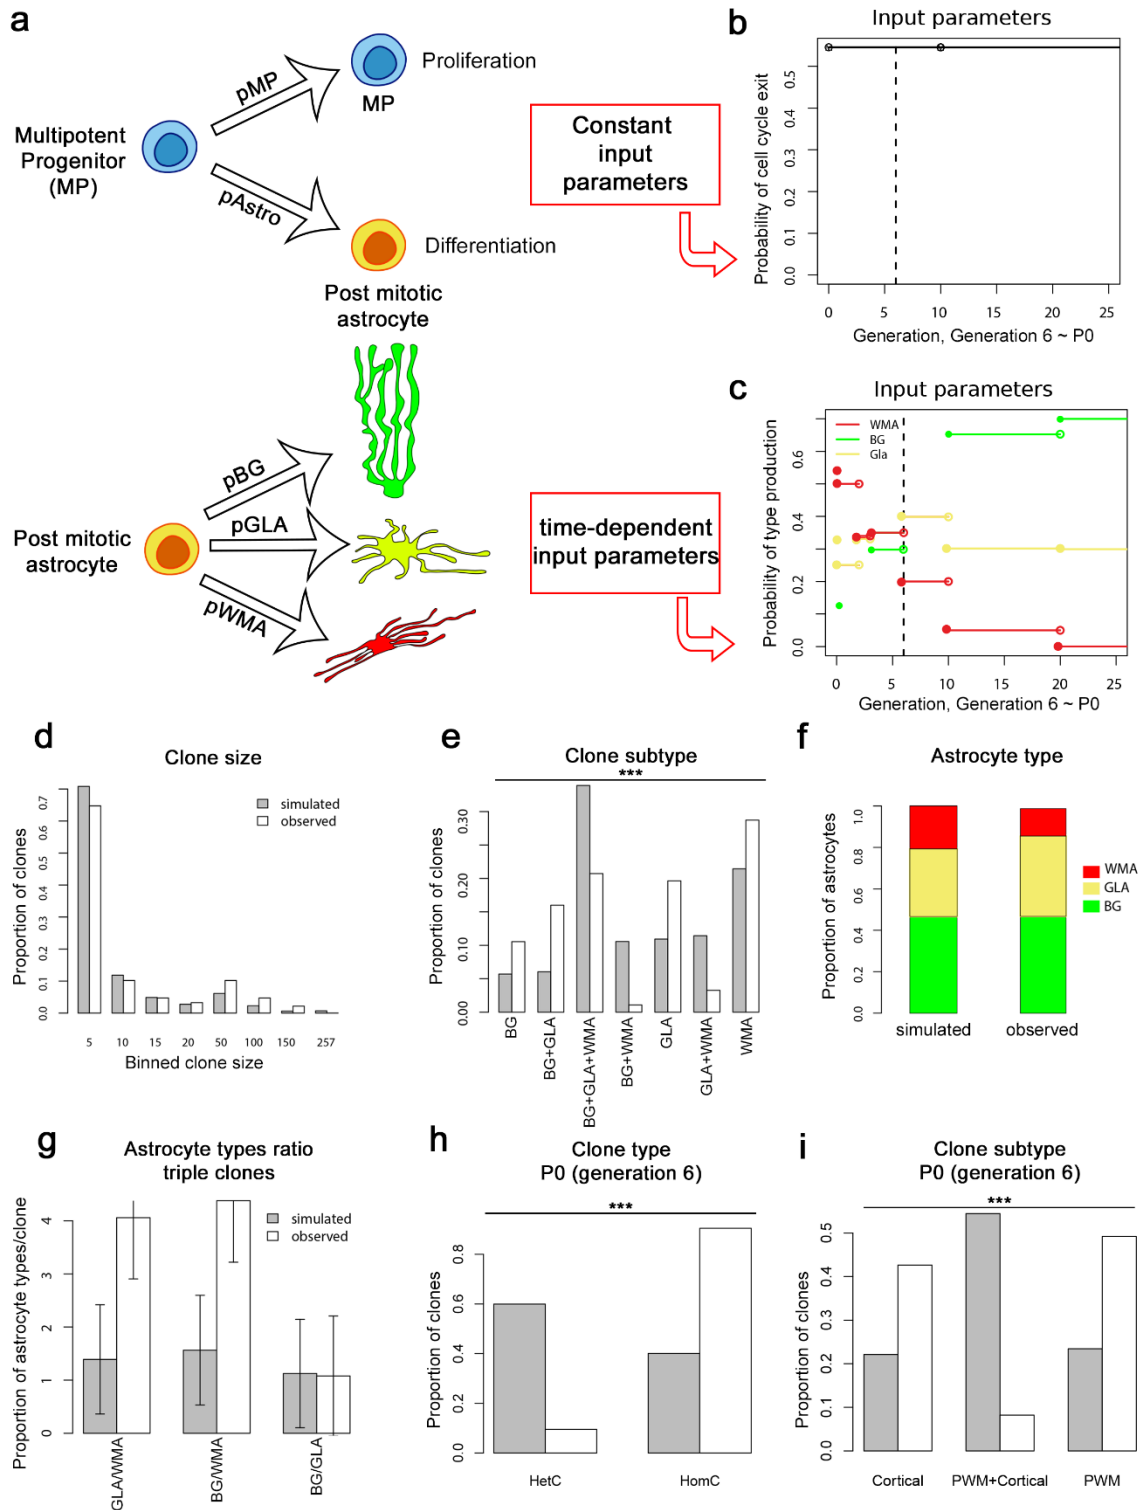 a
Multipotent
Progenitor
(MP)
pMP
pAstro
MP
Proliferation
Differentiation
Post mitotic
astrocyte
Constant
input
parameters
b
Input parameters
Probability of cell cycle exit
0.0
0.1
0.2
0.3
0.4
0.5
0
5
10
15
20
25
Generation, Generation 6 ~ P0
Post mitotic
astrocyte
pBG
pGLA
pWMA
time-dependent
input parameters
c
Input parameters
WMA
BG
Gla
Probability of type production
0.0
0.2
0.4
0.6
0
5
10
15
20
25
Generation, Generation 6 ~ P0
d
Clone size
simulated
observed
Proportion of clones
0.0
0.1
0.2
0.3
0.4
0.5
0.6
0.7
5
10
15
20
50
100
150
257
Binned clone size
e
Clone subtype
***
Proportion of clones
0.00
0.10
0.20
0.30
BG
BG+GLA
BG+GLA+WMA
BG+WMA
GLA
GLA+WMA
WMA
f
Astrocyte type
Proportion of astrocytes
0.0
0.2
0.4
0.6
0.8
1.0
simulated
observed
WMA
GLA
BG
g
Astrocyte types ratio
triple clones
simulated
observed
Proportion of astrocyte types/clone
0
1
2
3
4
GLA/WMA
BG/WMA
BG/GLA
h
Clone type
P0 (generation 6)
***
Proportion of clones
0.0
0.2
0.4
0.6
0.8
HetC
HomC
i
Clone subtype
P0 (generation 6)
***
Proportion of clones
0.0
0.1
0.2
0.3
0.4
0.5
Cortical
PWM+Cortical
PWM